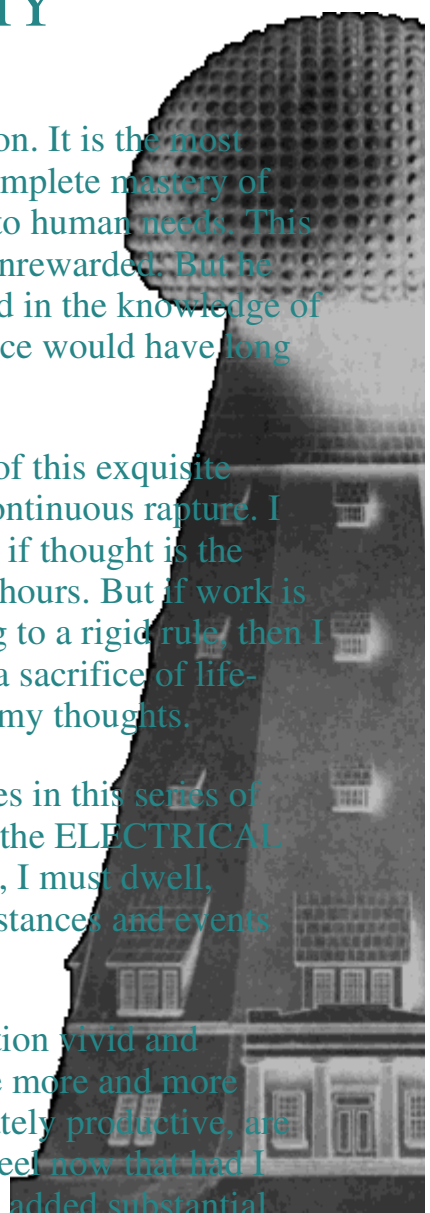 TY
on. It is the most
mplete mastery of
to human needs. This
nrewarded. But he
d in the knowledge of
ce would have long
of this exquisite
ontinuous rapture. I
if thought is the
hours. But if work is
g to a rigid rule, then I
a sacrifice of life-
my thoughts.
es in this series of
the ELECTRICAL
, I must dwell,
stances and events
tion vivid and
e more and more
tely productive, are
eel now that had I
added substantial